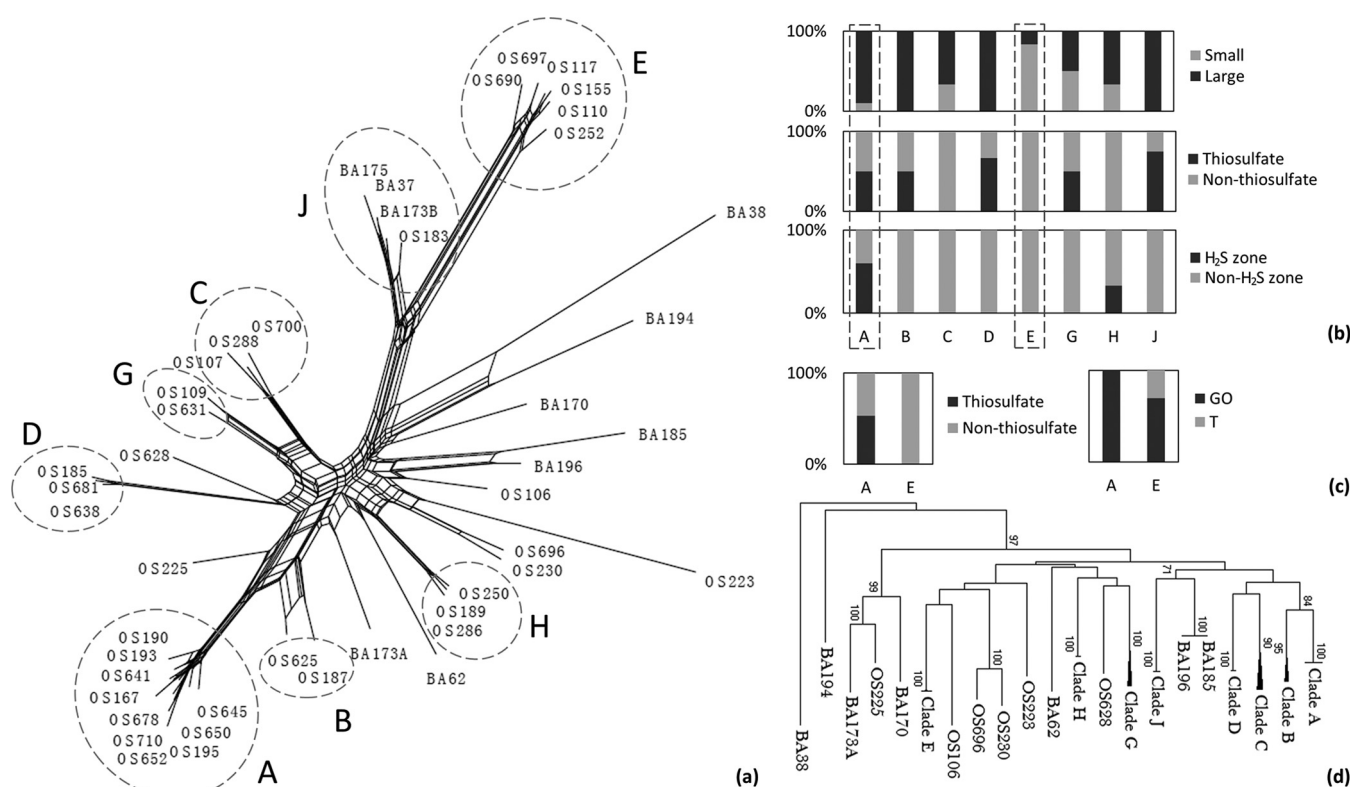 E
OS697
OS117
OS690
OS155
OS110
OS252
J
BA175
BA37
BA173B
OS183
BA38
C
OS700
OS288
BA194
G
OS107
OS109
OS631
BA170
D
OS628
BA185
OS185
BA196
OS681
OS106
OS638
OS225
OS696
OS230
OS223
OS250
OS189
OS286
H
OS190
OS193
OS641
OS167
OS678
OS710
OS652
OS645
OS650
OS195
A
OS625
OS187
B
BA173A
BA62
(a)
100%
0%
Small
Large
100%
0%
Thiosulfate
Non-thiosulfate
100%
0%
H₂S zone
Non-H₂S zone
A B C D E G H J
(b)
100%
0%
A E
Thiosulfate
Non-thiosulfate
A E
GO
T
(c)
97
99
100
100
100
100
100
71
100
100
100
90
95
84
100
BA38
BA194
BA173A
OS225
BA170
Clade E
OS106
OS696
OS230
OS223
BA62
Clade H
OS628
Clade G
Clade J
BA196
BA185
Clade D
Clade C
Clade B
Clade A
(d)